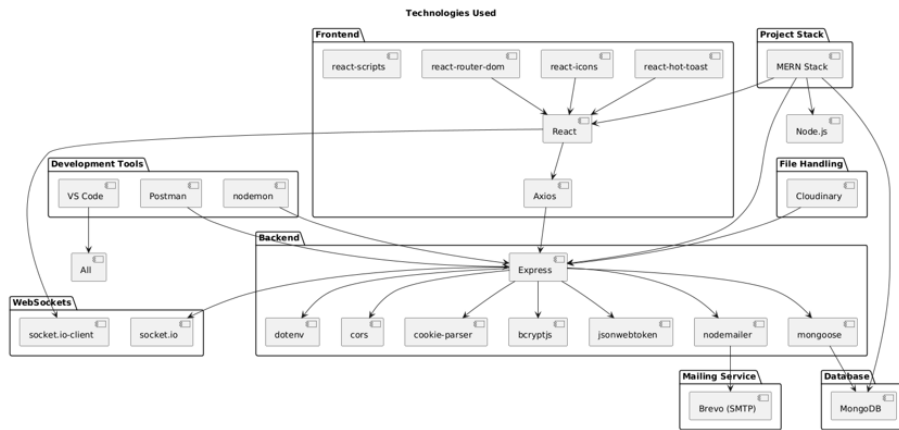 Technologies Used
Frontend
Project Stack
react-scripts
react-router-dom
react-icons
react-hot-toast
MERN Stack
React
Node.js
Development Tools
File Handling
VS Code
Postman
nodemon
Axios
Cloudinary
Backend
All
Express
WebSockets
socket.io-client
socket.io
dotenv
cors
cookie-parser
bcryptjs
jsonwebtoken
nodemailer
mongoose
Mailing Service
Database
Brevo (SMTP)
MongoDB